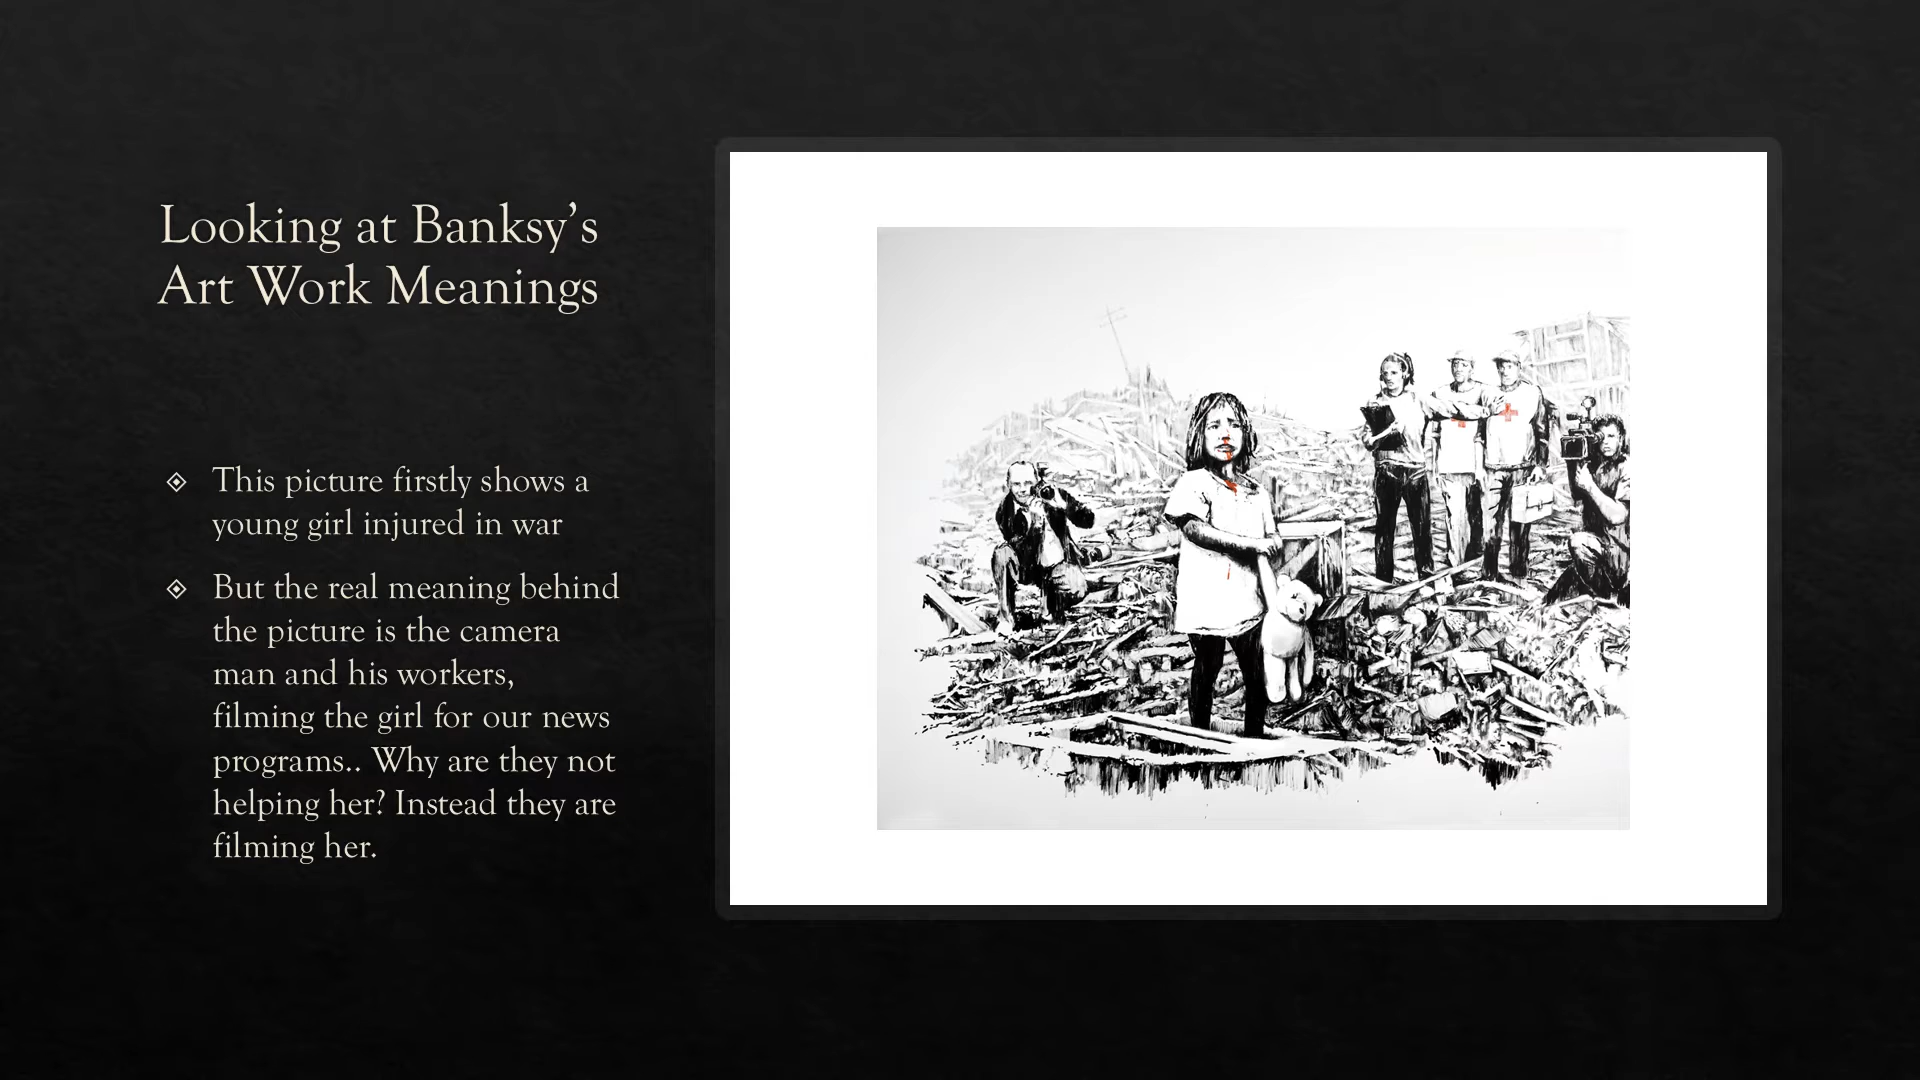 Looking at Banksy’s
Art Work Meanings
This picture firstly shows a
young girl injured in war
But the real meaning behind
the picture is the camera
man and his workers,
filming the girl for our news
programs.. Why are they not
helping her? Instead they are
filming her.